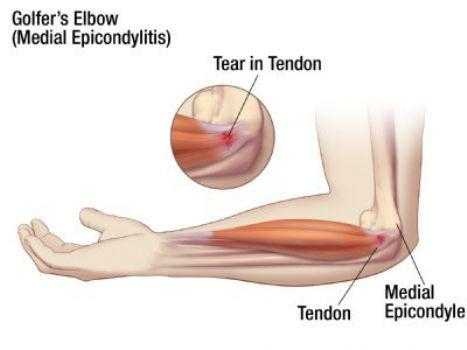 Golfer's Elbow
(Medial Epicondylitis)
Tear in Tendon
Tendon
Medial
Epicondyle